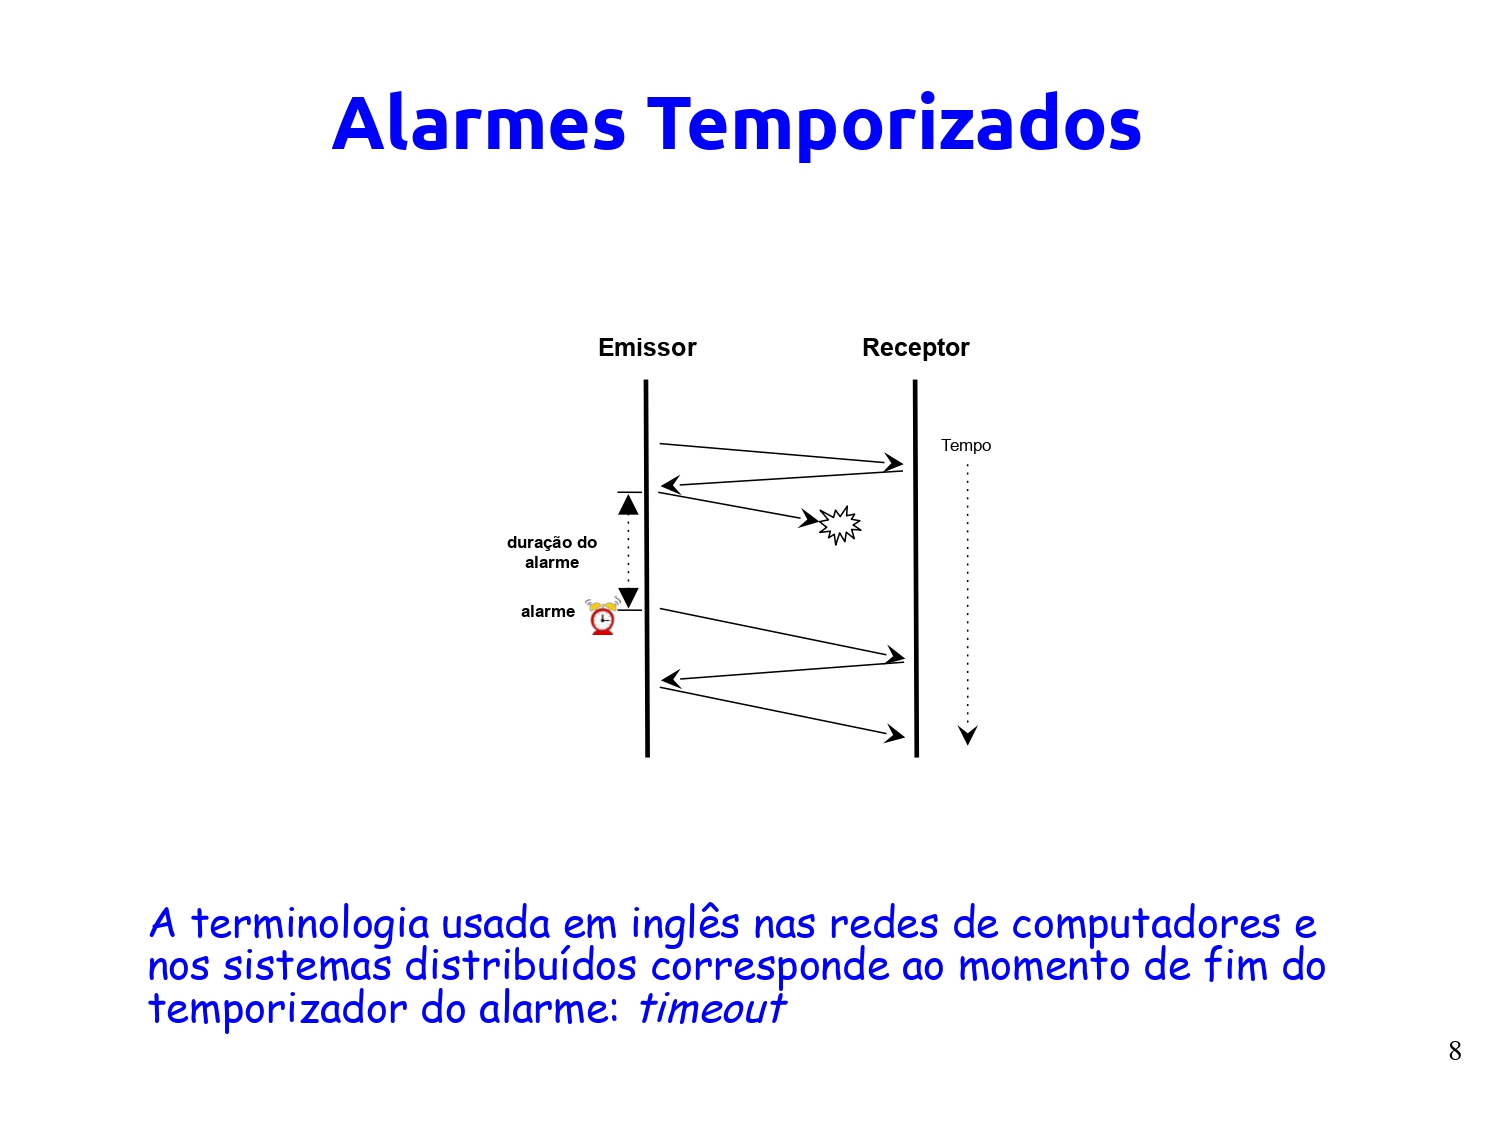 Alarmes Temporizados
Emissor
Receptor
Tempo
duração do
alarme
alarme
A terminologia usada em inglês nas redes de computadores e
nos sistemas distribuídos corresponde ao momento de fim do
temporizador do alarme: timeout
8